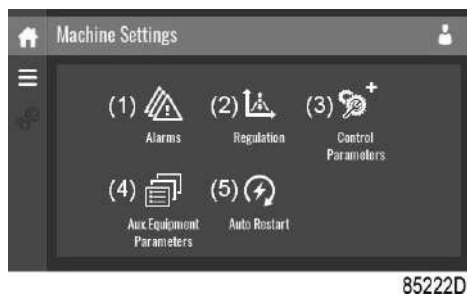 Machine Settings
(1) (2) (3)
Alarms Regulation Control
Parameters
(4) (5)
Aux Equipment Auto Restart
Parameters
85222D